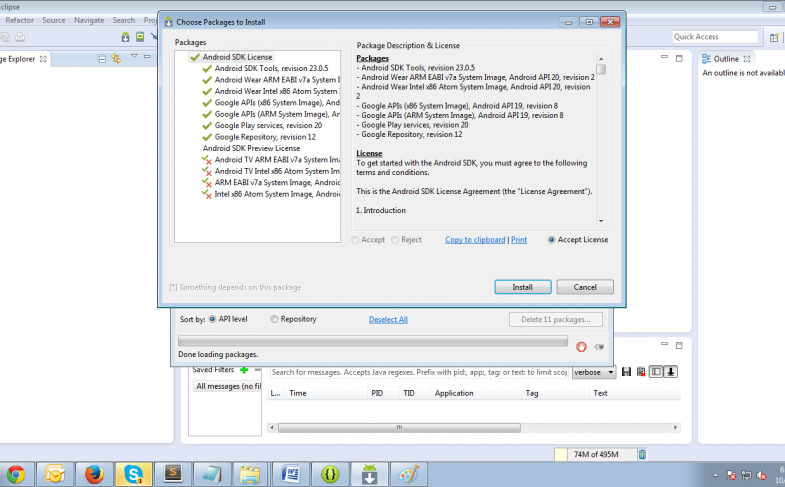 clipse
Refactor Source Navigate Search
Quick Access
ge Explorer
Outline
An outline is not available
Choose Packages to Install
Packages
Android SDK License
Android SDK Tools, revision 23.0.5
Android Wear ARM EABI v7a System I
Android Wear Intel x86 Atom System
Google APIs (x86 System Image), And
Google APIs (ARM System Image), An
Google Play services, revision 20
Google Repository, revision 12
Android SDK Preview License
Android TV ARM EABI v7a System Im
Android TV Intel x86 Atom System Im
ARM EABI v7a System Image, Androi
Intel x86 Atom System Image, Androi
Package Description & License
Packages
- Android SDK Tools, revision 23.0.5
- Android Wear ARM EABI v7a System Image, Android API 20, revision 2
- Android Wear Intel x86 Atom System Image, Android API 20, revision
2
- Google APIs (x86 System Image), Android API 19, revision 8
- Google APIs (ARM System Image), Android API 19, revision 8
- Google Play services, revision 20
- Google Repository, revision 12
License
To get started with the Android SDK, you must agree to the following
terms and conditions.
This is the Android SDK License Agreement (the "License Agreement").
1. Introduction
Accept Reject Copy to clipboard | Print Accept License
[*] Something depends on this package
Install Cancel
Sort by: API level Repository Deselect All Delete 11 packages...
Done loading packages.
Saved Filters
All messages (no fil
Search for messages. Accepts Java regexes. Prefix with pid:, app:, tag: or text: to limit scop
verbose
L... Time PID TID Application Tag Text
74M of 495M